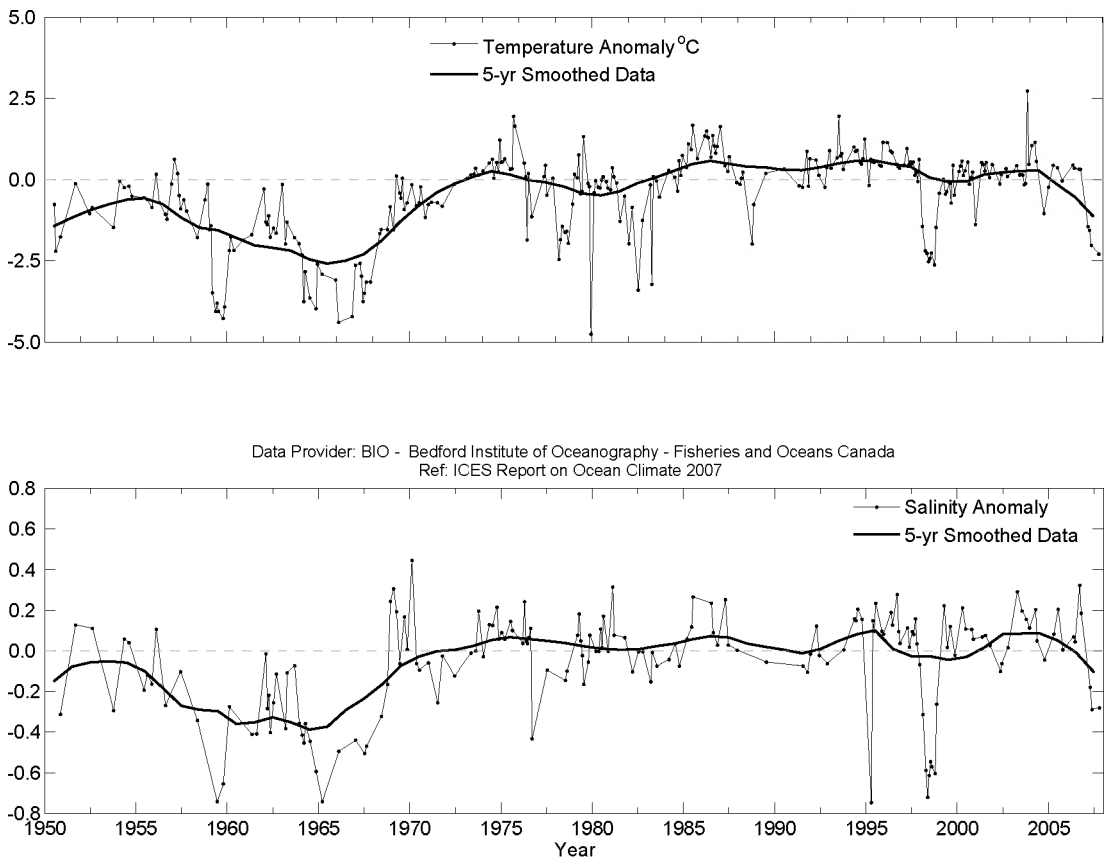 5.0
2.5
0.0
-2.5
-5.0
Temperature Anomaly°C
5-yr Smoothed Data
Data Provider: BIO - Bedford Institute of Oceanography - Fisheries and Oceans Canada
Ref: ICES Report on Ocean Climate 2007
0.8
0.6
0.4
0.2
0.0
-0.2
-0.4
-0.6
-0.8
Salinity Anomaly
5-yr Smoothed Data
1950 1955 1960 1965 1970 1975 1980 1985 1990 1995 2000 2005
Year